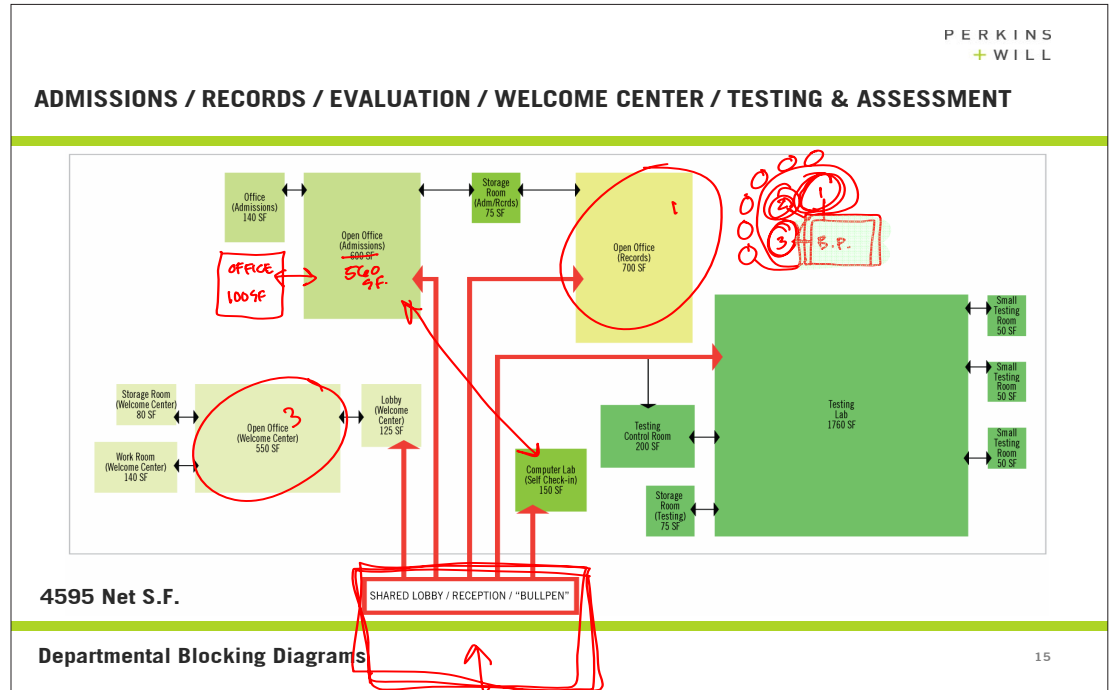 PERKINS
+ WILL
ADMISSIONS / RECORDS / EVALUATION / WELCOME CENTER / TESTING & ASSESSMENT
Office
(Admissions)
140 SF
Open Office
(Admissions)
600 SF
560
S.F.
OFFICE
100 SF
Storage
Room
(Adm/Rcrds)
75 SF
1
Open Office
(Records)
700 SF
1
2
3
B.P.
Storage Room
(Welcome Center)
80 SF
3
Open Office
(Welcome Center)
550 SF
Lobby
(Welcome
Center)
125 SF
Work Room
(Welcome Center)
140 SF
Computer Lab
(Self Check-in)
150 SF
Testing
Control Room
200 SF
Storage
Room
(Testing)
75 SF
Testing
Lab
1760 SF
Small
Testing
Room
50 SF
Small
Testing
Room
50 SF
Small
Testing
Room
50 SF
SHARED LOBBY / RECEPTION / "BULLPEN"
4595 Net S.F.
Departmental Blocking Diagrams
15